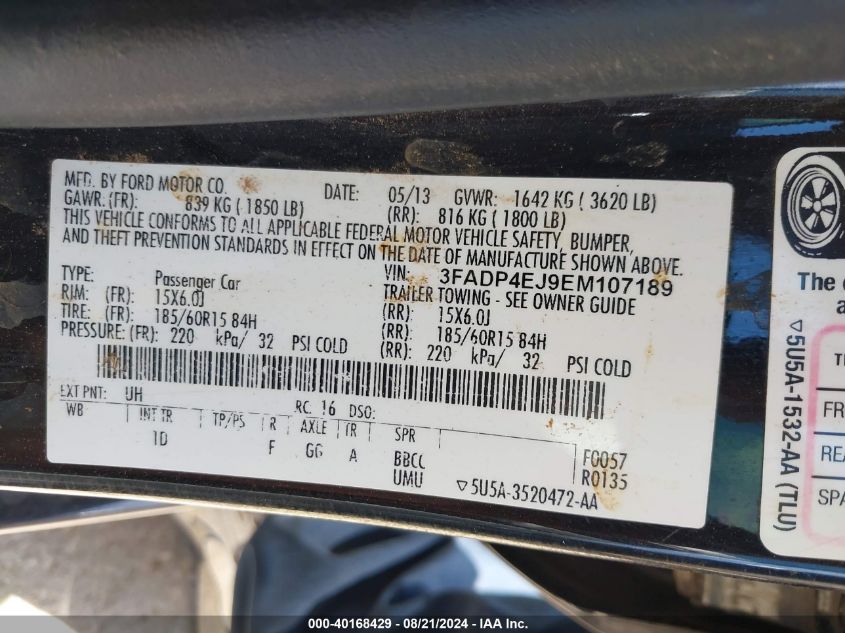 MFD. BY FORD MOTOR CO. DATE: 05/13 GVWR: 1642 KG ( 3620 LB)
GAWR: (FR): 839 KG ( 1850 LB) (RR): 816 KG ( 1800 LB)
THIS VEHICLE CONFORMS TO ALL APPLICABLE FEDERAL MOTOR VEHICLE SAFETY, BUMPER,
AND THEFT PREVENTION STANDARDS IN EFFECT ON THE DATE OF MANUFACTURE SHOWN ABOVE.
VIN: 3FADP4EJ9EM107189
TYPE: Passenger Car TRAILER TOWING - SEE OWNER GUIDE
RIM: (FR): 15X6.0J (RR): 15X6.0J
TIRE: (FR): 185/60R15 84H (RR): 185/60R15 84H
PRESSURE: (FR): 220 kPa/ 32 PSI COLD (RR): 220 kPa/ 32 PSI COLD
EXT PNT: UH RC: 16 DSO:
WB INT TR TP/PS R AXLE TR SPR
1D F GG A BBCC F0057
UMU R0135
▽5U5A-3520472-AA
The
a
▽5U5A-1532-AA (TLU)
FR
REA
SPA
000-40168429 - 08/21/2024 - IAA Inc.